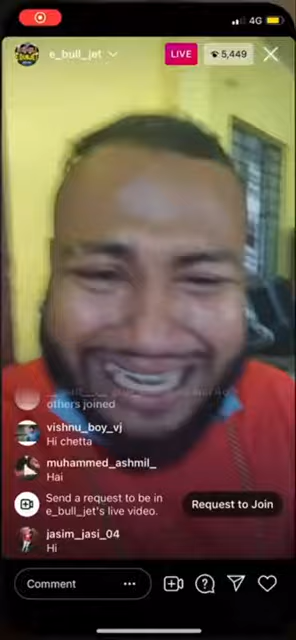 4G
e_bull_jet
LIVE
5,449
others joined
vishnu_boy_vj
Hi chetta
muhammed_ashmil_
Hai
Send a request to be in
e_bull_jet's live video.
Request to Join
jasim_jasi_04
Hi
Comment